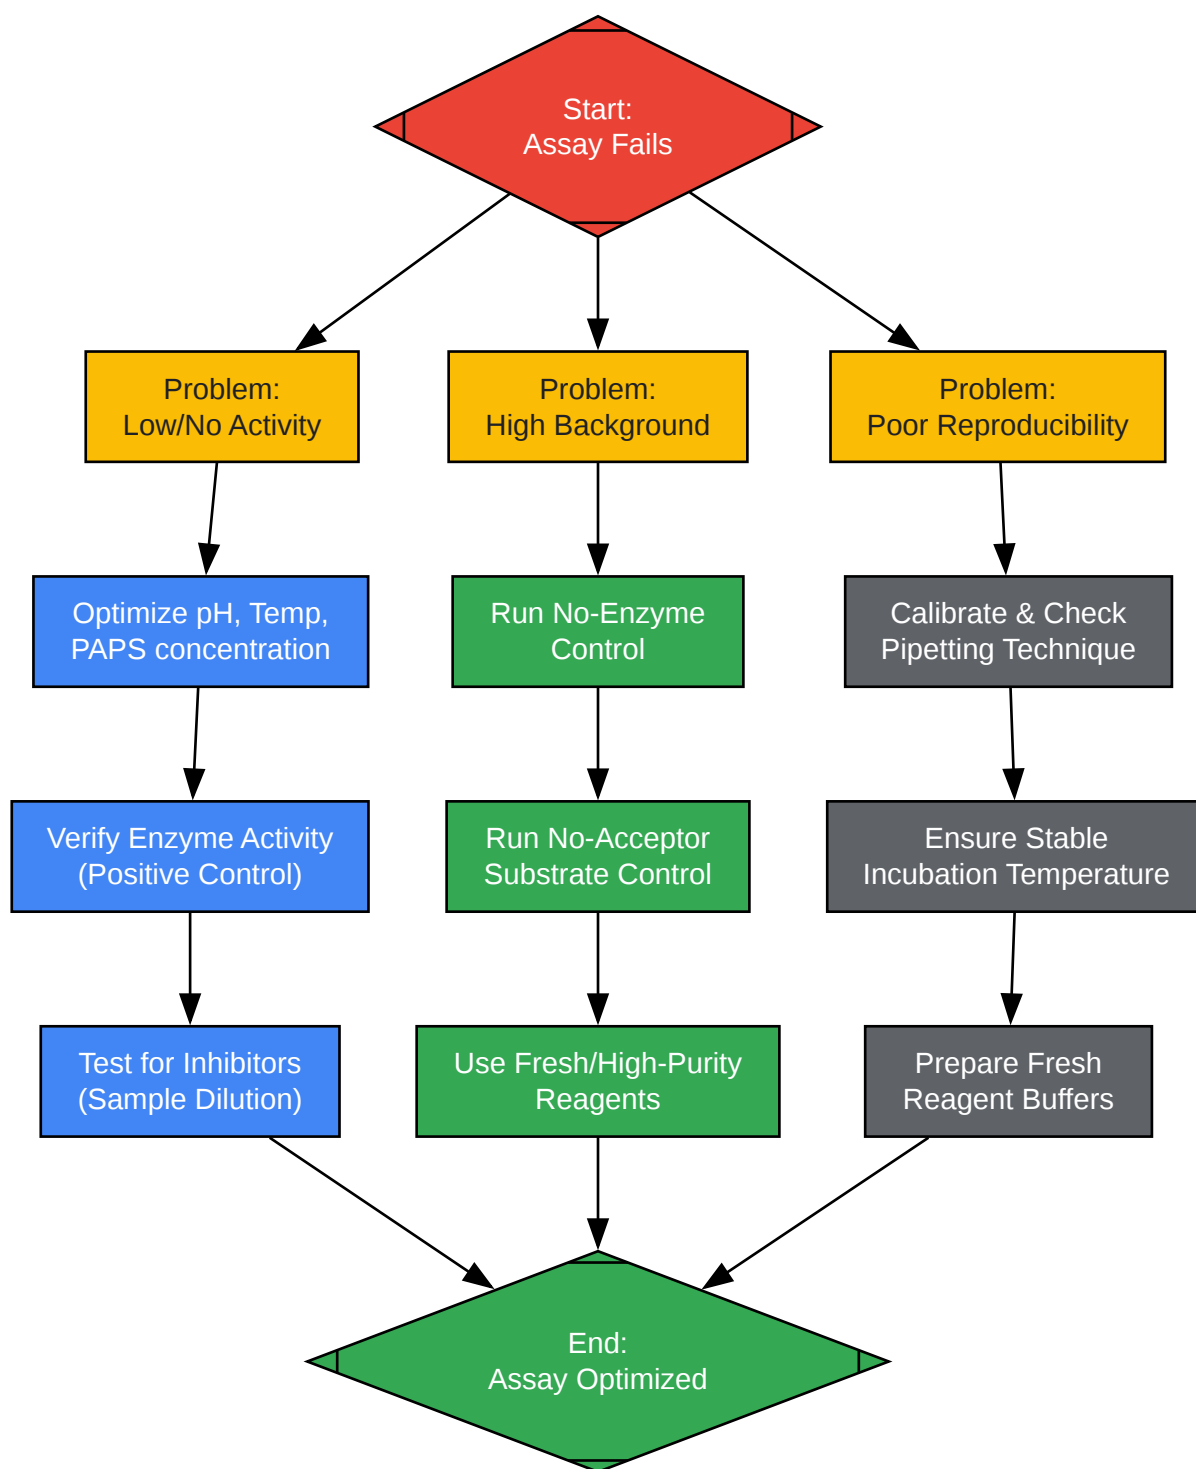 Start:
Assay Fails
Problem:
Low/No Activity
Problem:
High Background
Problem:
Poor Reproducibility
Optimize pH, Temp,
PAPS concentration
Run No-Enzyme
Control
Calibrate & Check
Pipetting Technique
Verify Enzyme Activity
(Positive Control)
Run No-Acceptor
Substrate Control
Ensure Stable
Incubation Temperature
Test for Inhibitors
(Sample Dilution)
Use Fresh/High-Purity
Reagents
Prepare Fresh
Reagent Buffers
End:
Assay Optimized